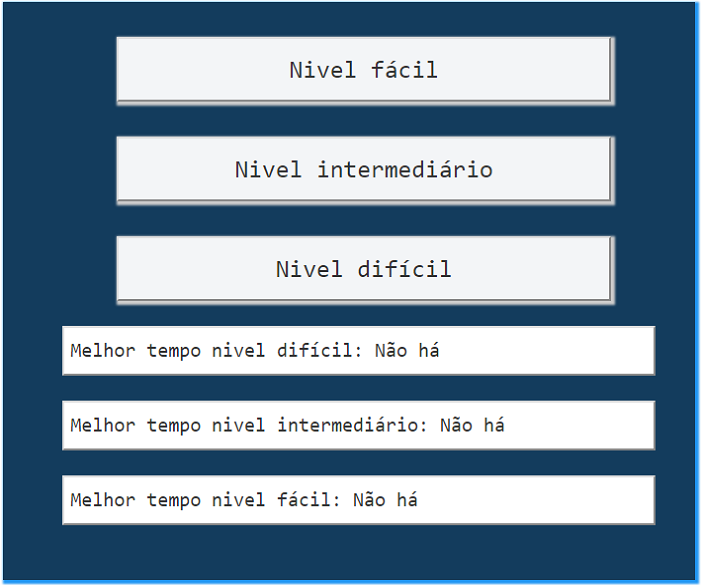 Nivel fácil
Nivel intermediário
Nivel difícil
Melhor tempo nivel difícil: Não há
Melhor tempo nivel intermediário: Não há
Melhor tempo nivel fácil: Não há